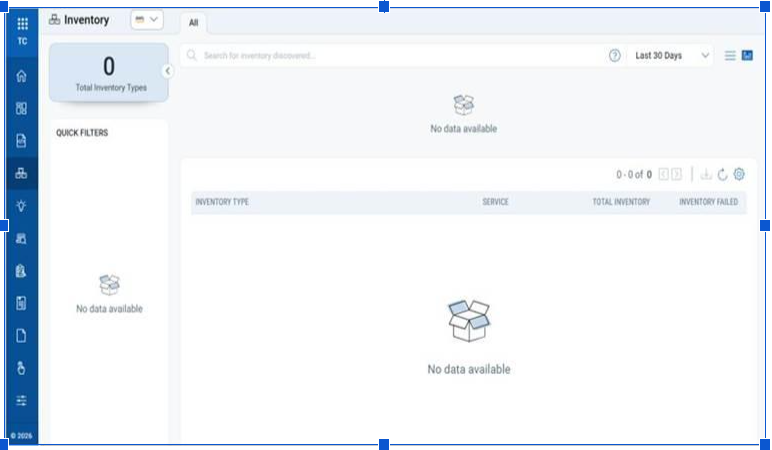 TC
Inventory
All
0
Total Inventory Types
Search for inventory discovered...
Last 30 Days
No data available
QUICK FILTERS
0 - 0 of 0
INVENTORY TYPE SERVICE TOTAL INVENTORY INVENTORY FAILED
No data available
No data available
© 2026